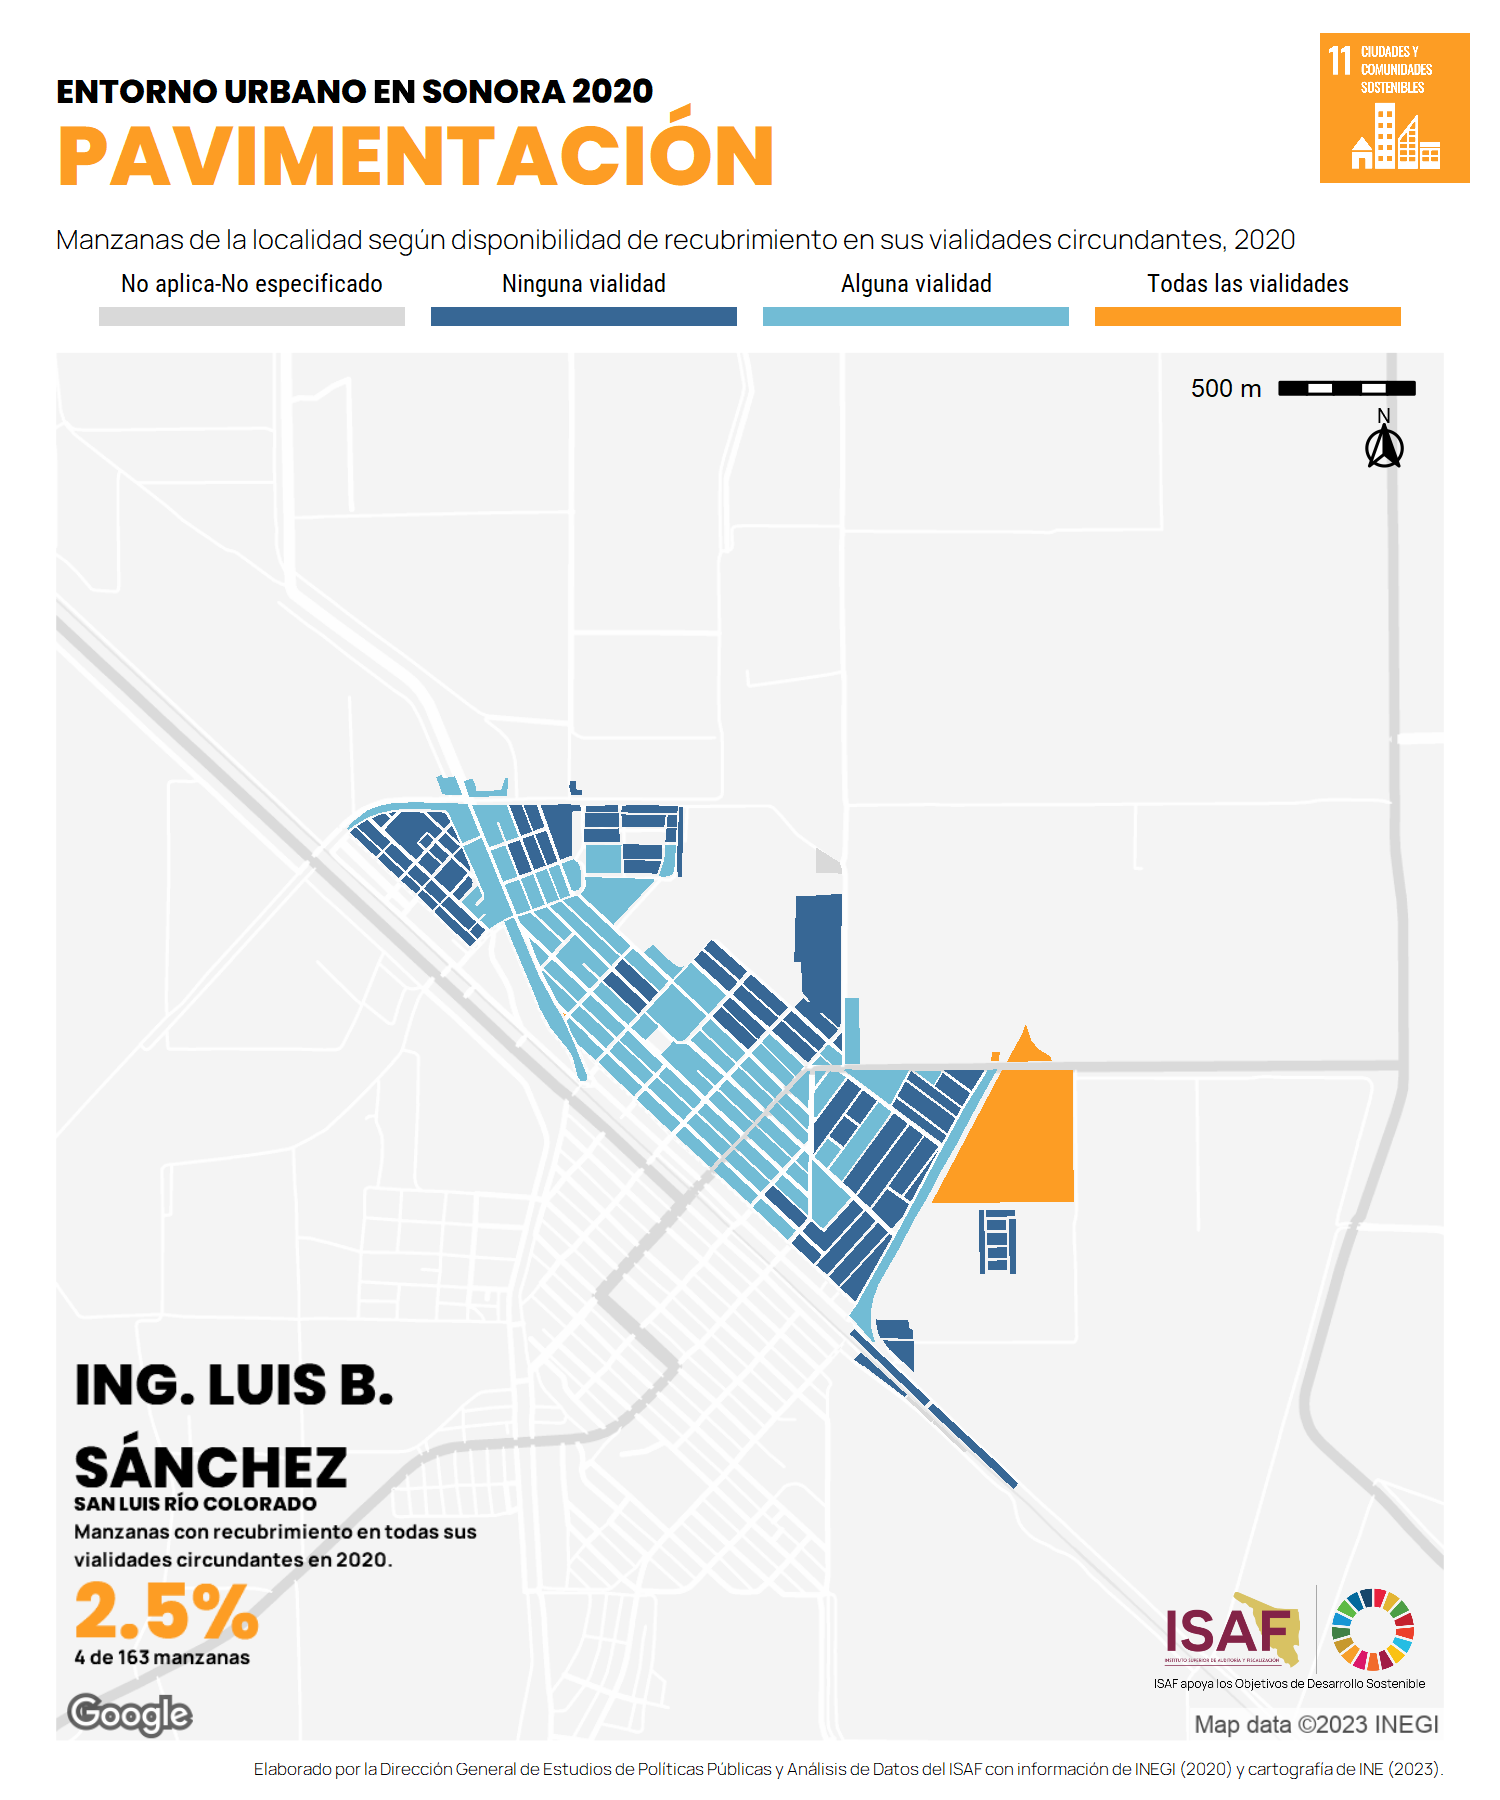 ENTORNO URBANO EN SONORA 2020
PAVIMENTACIÓN
11 CIUDADES Y
COMUNIDADES
SOSTENIBLES
Manzanas de la localidad según disponibilidad de recubrimiento en sus vialidades circundantes, 2020
No aplica-No especificado
Ninguna vialidad
Alguna vialidad
Todas las vialidades
500 m
N
ING. LUIS B.
SÁNCHEZ
SAN LUIS RÍO COLORADO
Manzanas con recubrimiento en todas sus
vialidades circundantes en 2020.
2.5%
4 de 163 manzanas
Google
ISAF
INSTITUTO SUPERIOR DE AUDITORÍA Y FISCALIZACIÓN
ISAF apoya los Objetivos de Desarrollo Sostenible
Map data ©2023 INEGI
Elaborado por la Dirección General de Estudios de Políticas Públicas y Análisis de Datos del ISAF con información de INEGI (2020) y cartografía de INE (2023).